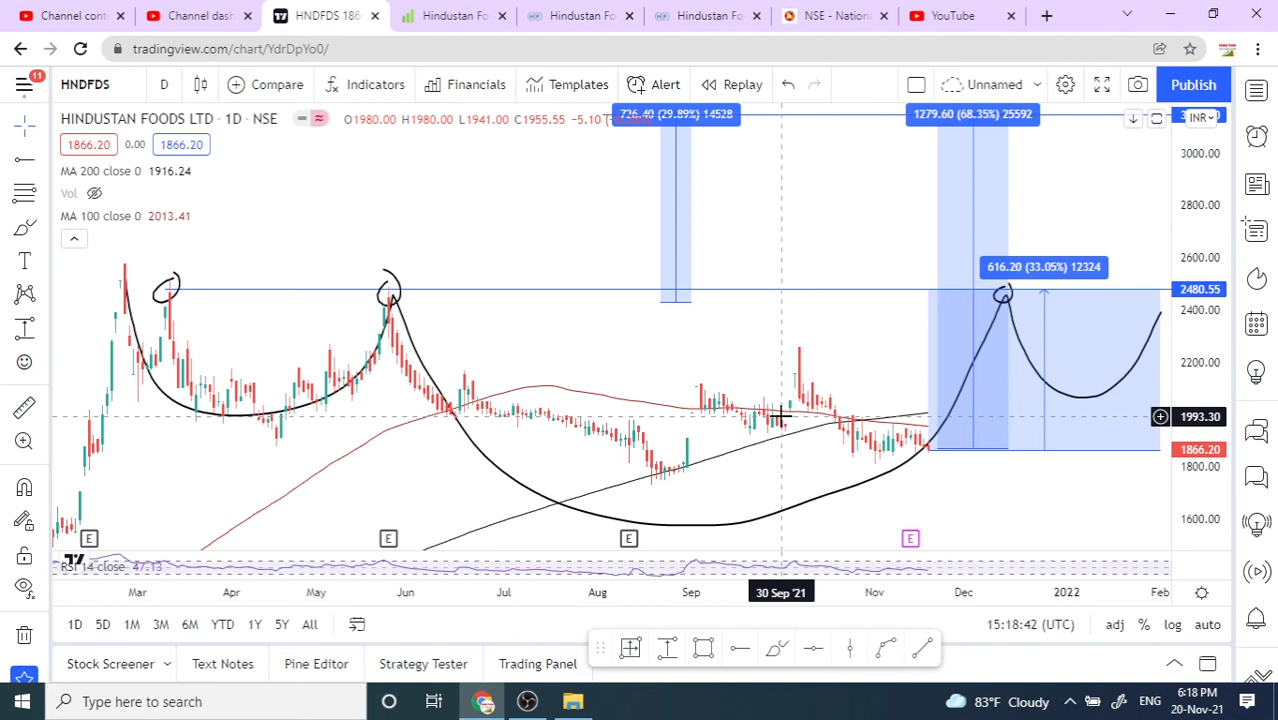 Channel cont
Channel dash
HNDFDS 186
Hindustan Fo
Hindustan Fo
Hindustan Fo
NSE - Nation
YouTube
tradingview.com/chart/YdrDpYo0/
11
HNDFDS
D
Compare
Indicators
Financials
Templates
Alert
Replay
Unnamed
Publish
HINDUSTAN FOODS LTD · 1D · NSE
O1980.00 H1980.00 L1941.00 C1955.55 −5.10
726.40 (29.89%) 14528
1279.60 (68.35%) 25592
INR
1866.20
0.00
1866.20
MA 200 close 0 1916.24
Vol
MA 100 close 0 2013.41
616.20 (33.05%) 12324
3000.00
2800.00
2600.00
2480.55
2400.00
2200.00
1993.30
1866.20
1800.00
1600.00
E
E
E
E
RSI 14 close 47.13
Mar
Apr
May
Jun
Jul
Aug
Sep
30 Sep '21
Nov
Dec
2022
Feb
1D
5D
1M
3M
6M
YTD
1Y
5Y
All
15:18:42 (UTC)
adj
%
log
auto
Stock Screener
Text Notes
Pine Editor
Strategy Tester
Trading Panel
Type here to search
83°F Cloudy
ENG
6:18 PM
20-Nov-21